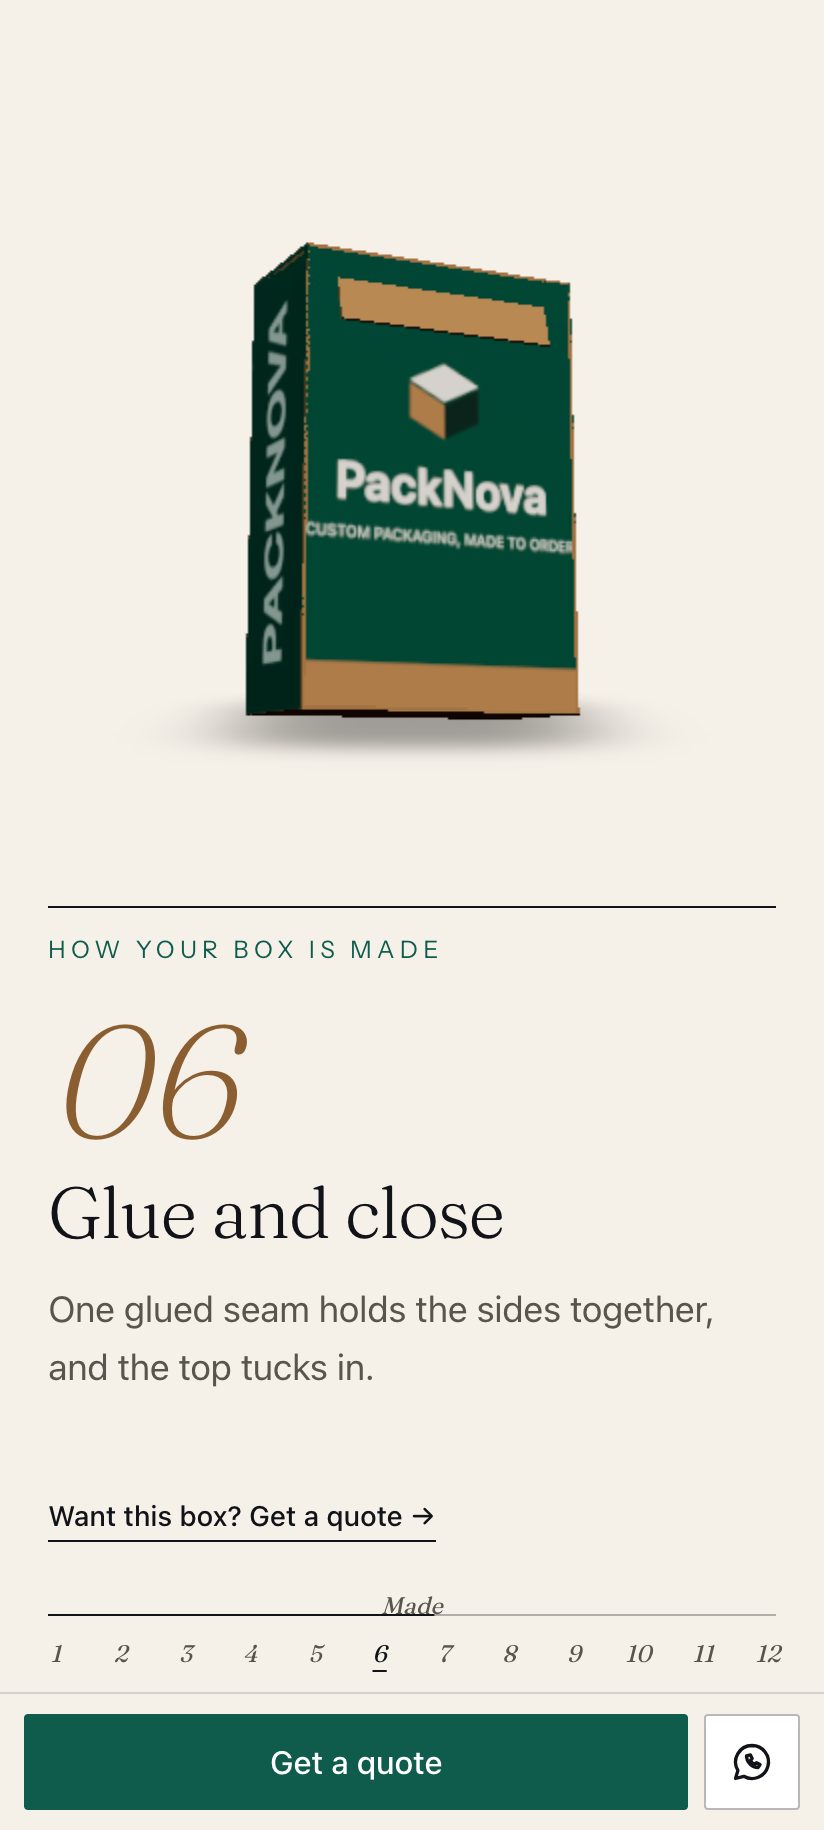 PACKNOVA
PackNova
CUSTOM PACKAGING, MADE TO ORDER
HOW YOUR BOX IS MADE
06
Glue and close
One glued seam holds the sides together,
and the top tucks in.
Want this box? Get a quote →
Made
1 2 3 4 5 6 7 8 9 10 11 12
Get a quote